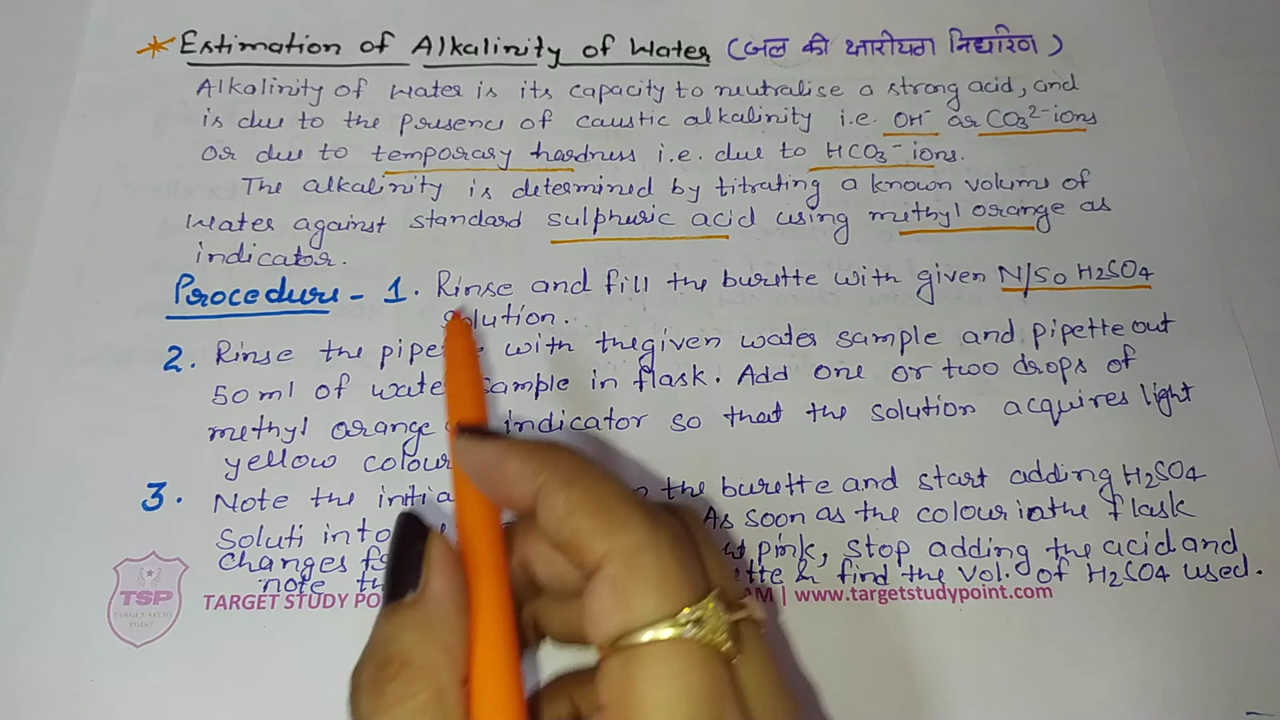 Estimation of Alkalinity of Water (जल की क्षारीयता निर्धारण)
Alkalinity of water is its capacity to neutralise a strong acid, and
is due to the presence of caustic alkalinity i.e. OH⁻ or CO₃²⁻ ions
or due to temporary hardness i.e. due to HCO₃⁻ ions.
The alkalinity is determined by titrating a known volume of
water against standard sulphuric acid using methyl orange as
indicator.
Procedure - 1. Rinse and fill the burette with given N/50 H₂SO₄
solution.
2. Rinse the pipe with the given water sample and pipette out
50 ml of water sample in flask. Add one or two drops of
methyl orange indicator so that the solution acquires light
yellow colour
3. Note the initia the burette and start adding H₂SO₄
Soluti into As soon as the colour in the flask
changes pink, stop adding the acid and
note & find the Vol. of H₂SO₄ used.
TSP
TARGET STUDY POINT
TARGET STUDY PO | www.targetstudypoint.com